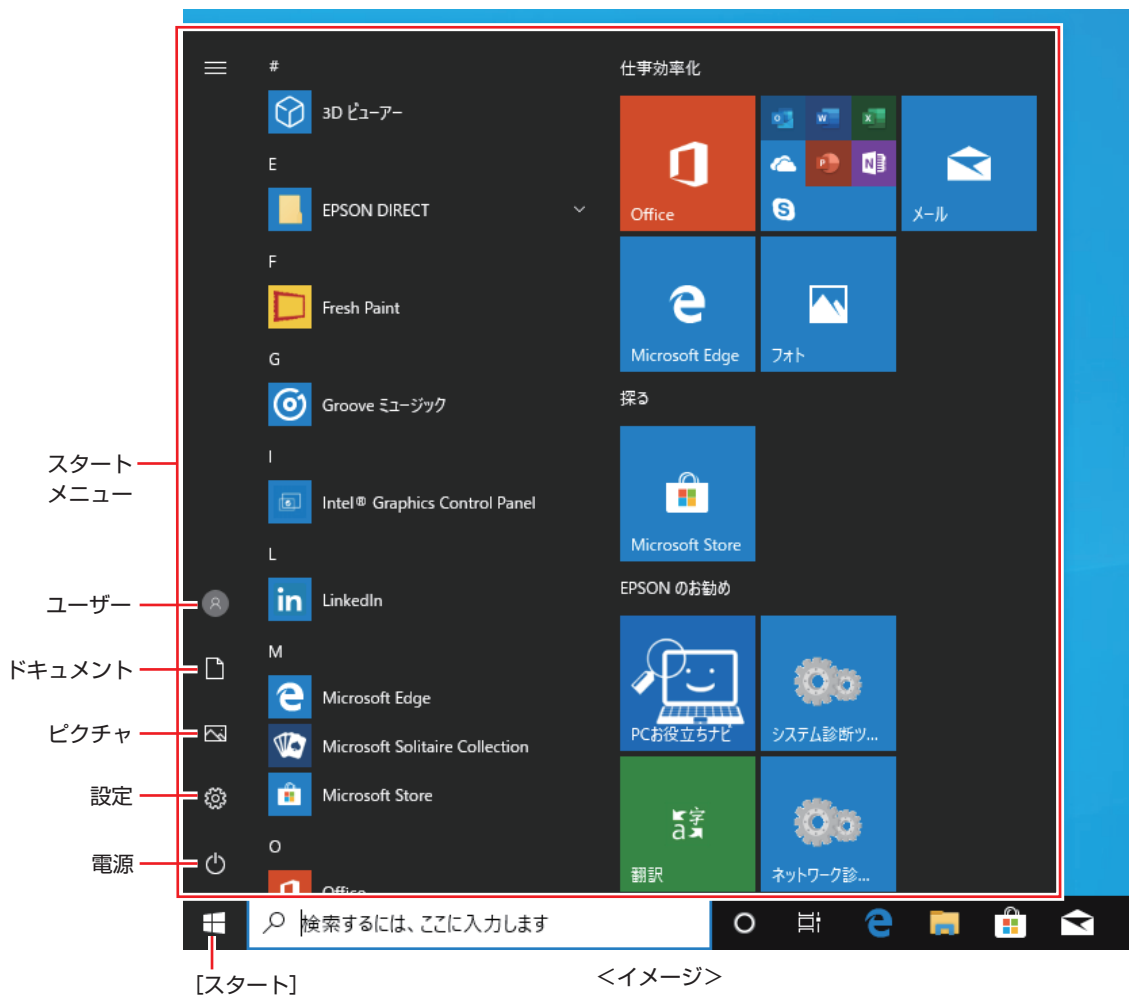 スタート
メニュー
ユーザー
ドキュメント
ピクチャ
設定
電源
#
3D ビューアー
E
EPSON DIRECT
F
Fresh Paint
G
Groove ミュージック
I
Intel® Graphics Control Panel
L
LinkedIn
M
Microsoft Edge
Microsoft Solitaire Collection
Microsoft Store
O
Office
仕事効率化
Office
メール
Microsoft Edge
フォト
探る
Microsoft Store
EPSON のお勧め
PCお役立ちナビ
システム診断ツ...
字
a
翻訳
ネットワーク診...
検索するには、ここに入力します
[スタート]
＜イメージ＞